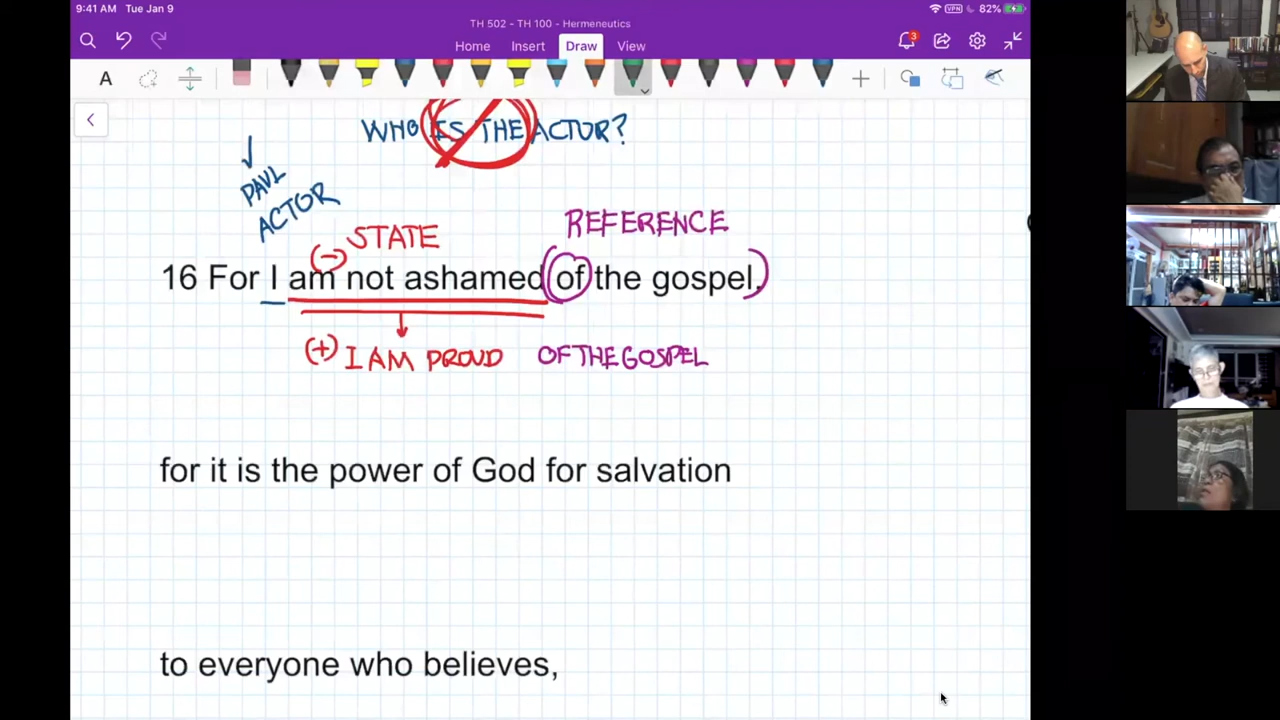 9:41 AM Tue Jan 9
VPN 82%
TH 502 - TH 100 - Hermeneutics
3
Home Insert Draw View
A
WHO IS THE ACTOR?
PAUL
ACTOR
(-) STATE
REFERENCE
16 For I am not ashamed of the gospel,
(+) I AM PROUD OF THE GOSPEL
for it is the power of God for salvation
to everyone who believes,